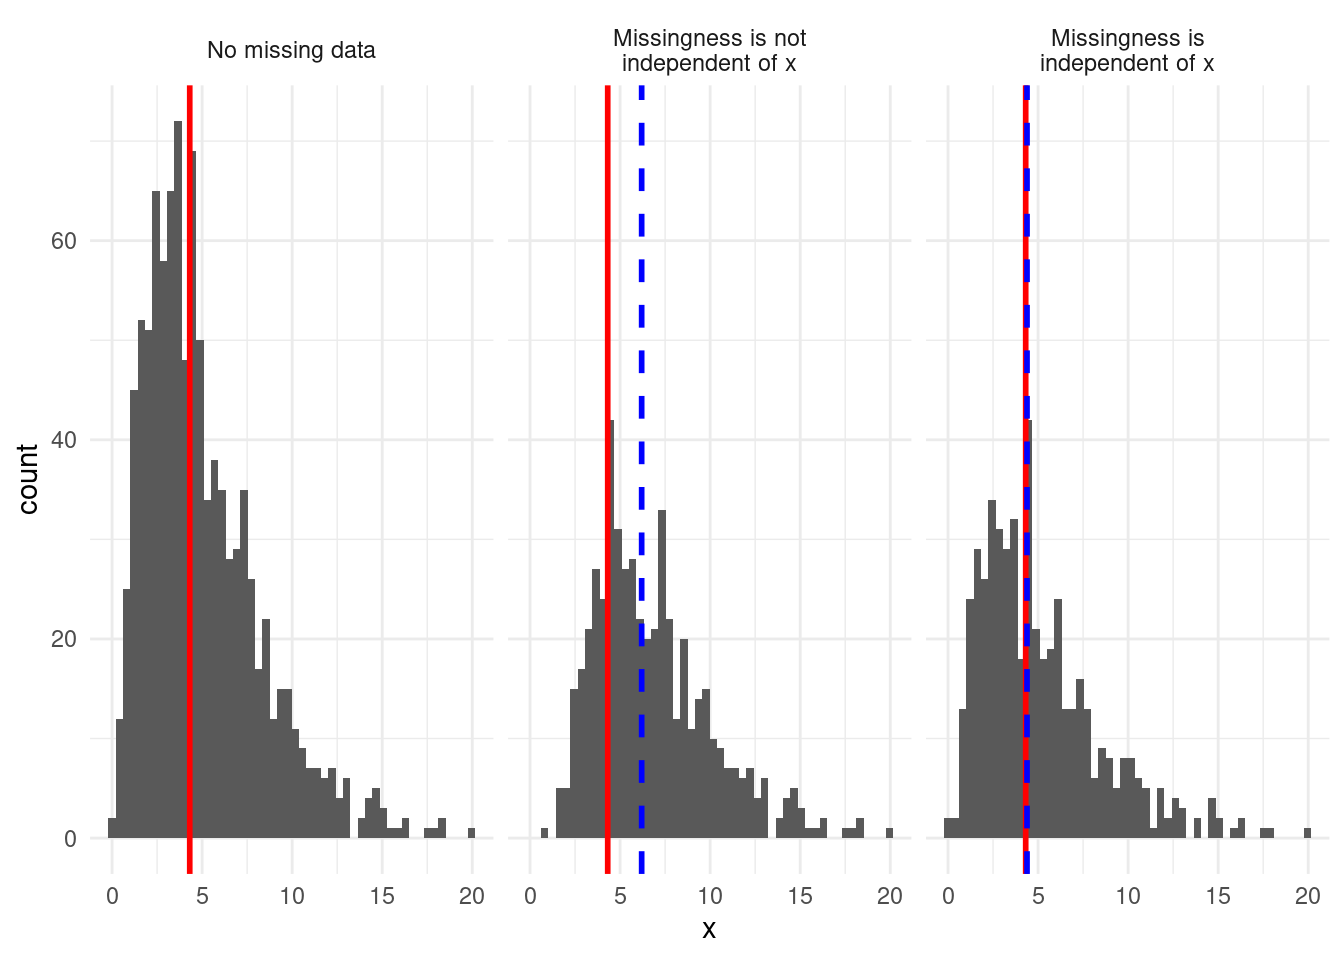 No missing data
Missingness is not
independent of x
Missingness is
independent of x
count
60
40
20
0
0 5 10 15 20
0 5 10 15 20
0 5 10 15 20
x